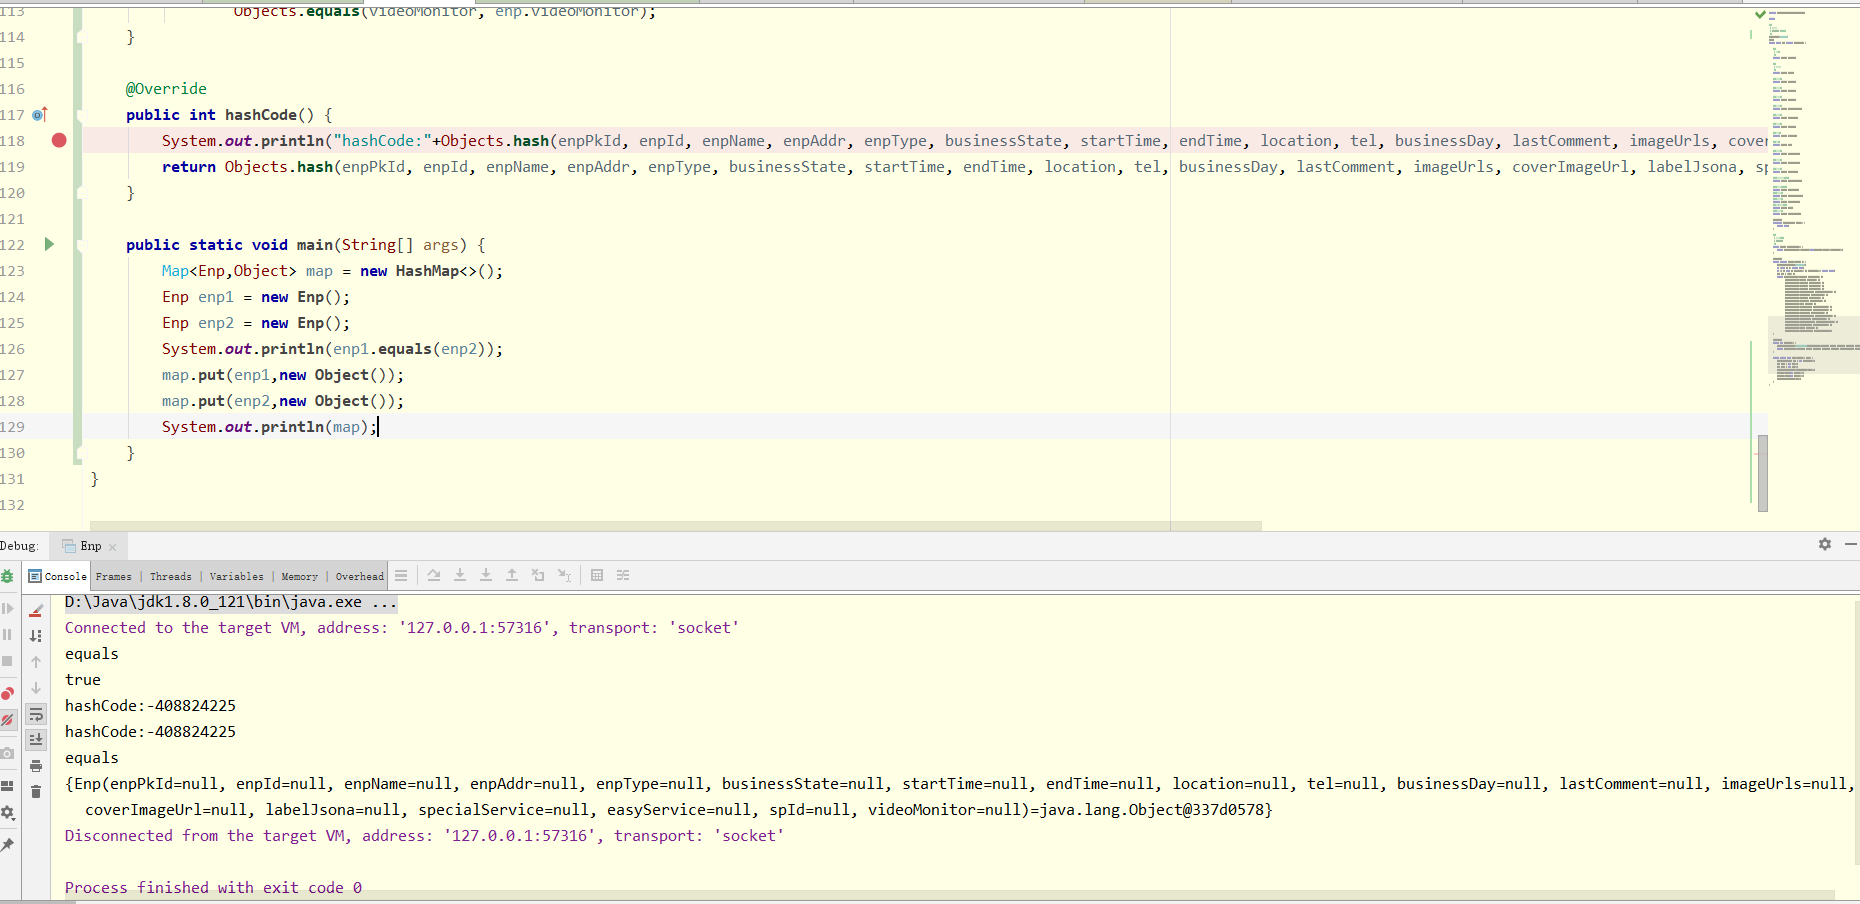 113 Objects.equals(videoMonitor, enp.videoMonitor);
114 }
115
116 @Override
117 public int hashCode() {
118 System.out.println("hashCode:"+Objects.hash(enpPkId, enpId, enpName, enpAddr, enpType, businessState, startTime, endTime, location, tel, businessDay, lastComment, imageUrls, cover
119 return Objects.hash(enpPkId, enpId, enpName, enpAddr, enpType, businessState, startTime, endTime, location, tel, businessDay, lastComment, imageUrls, coverImageUrl, labelJsona, sp
120 }
121
122 public static void main(String[] args) {
123 Map<Enp,Object> map = new HashMap<>();
124 Enp enp1 = new Enp();
125 Enp enp2 = new Enp();
126 System.out.println(enp1.equals(enp2));
127 map.put(enp1,new Object());
128 map.put(enp2,new Object());
129 System.out.println(map);
130 }
131 }
132
Debug: Enp
Console Frames | Threads | Variables | Memory | Overhead
D:\Java\jdk1.8.0_121\bin\java.exe ...
Connected to the target VM, address: '127.0.0.1:57316', transport: 'socket'
equals
true
hashCode:-408824225
hashCode:-408824225
equals
{Enp(enpPkId=null, enpId=null, enpName=null, enpAddr=null, enpType=null, businessState=null, startTime=null, endTime=null, location=null, tel=null, businessDay=null, lastComment=null, imageUrls=null,
coverImageUrl=null, labelJsona=null, specialService=null, easyService=null, spId=null, videoMonitor=null)=java.lang.Object@337d0578}
Disconnected from the target VM, address: '127.0.0.1:57316', transport: 'socket'
Process finished with exit code 0